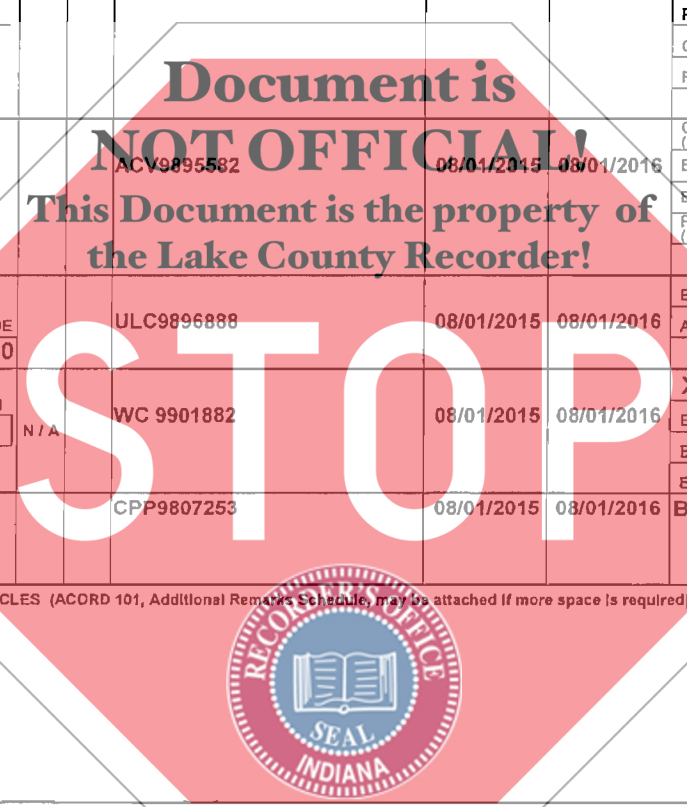 Document is
NOT OFFICIAL!
ACV9895582 08/01/2015 08/01/2016
This Document is the property of
the Lake County Recorder!
ULC9896888 08/01/2015 08/01/2016
0
STOP
WC 9901882 08/01/2015 08/01/2016
N / A
CPP9807253 08/01/2015 08/01/2016 B
CLES (ACORD 101, Additional Remarks Schedule, may be attached if more space is required)
RECORDER'S OFFICE
SEAL
INDIANA